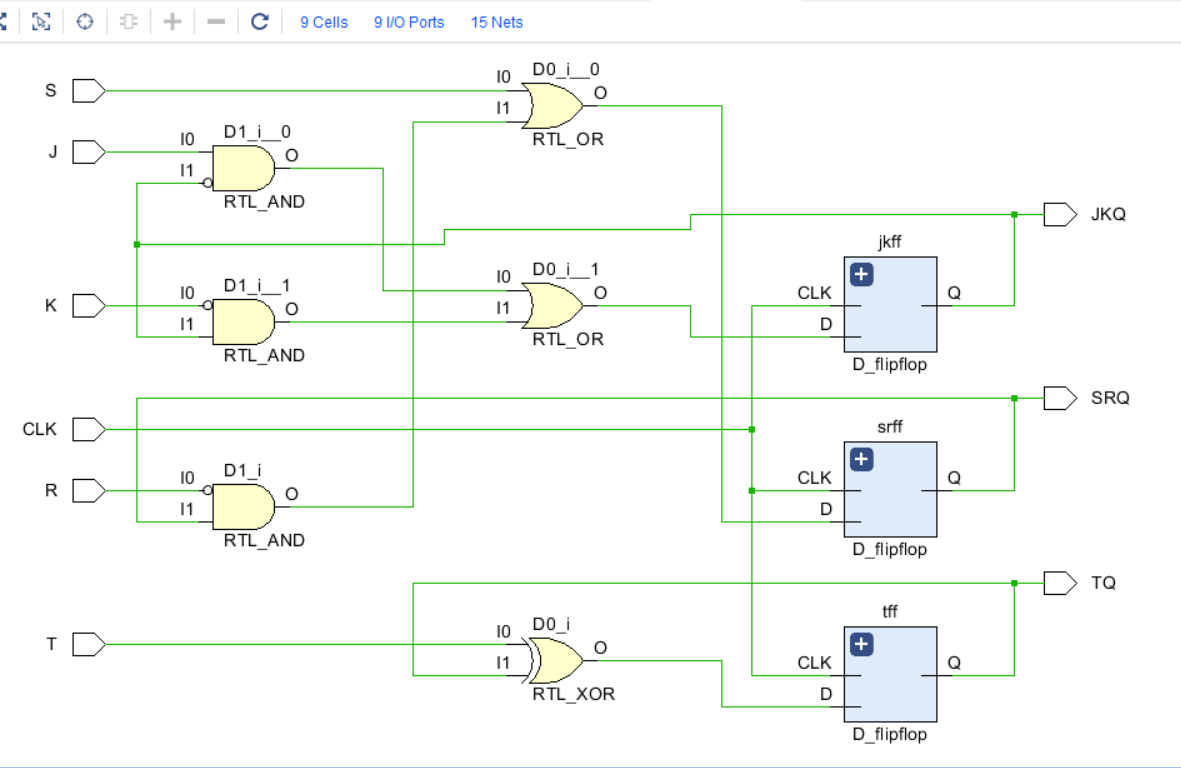 9 Cells 9 I/O Ports 15 Nets
D0_i__0
S
I0
O
I1
RTL_OR
D1_i__0
J
I0
O
I1
RTL_AND
JKQ
jkff
D0_i__1
I0
O
I1
RTL_OR
D1_i__1
K
I0
O
I1
RTL_AND
CLK
Q
D
D_flipflop
SRQ
CLK
srff
D1_i
R
I0
O
I1
RTL_AND
CLK
Q
D
D_flipflop
TQ
tff
D0_i
T
I0
O
I1
RTL_XOR
CLK
Q
D
D_flipflop